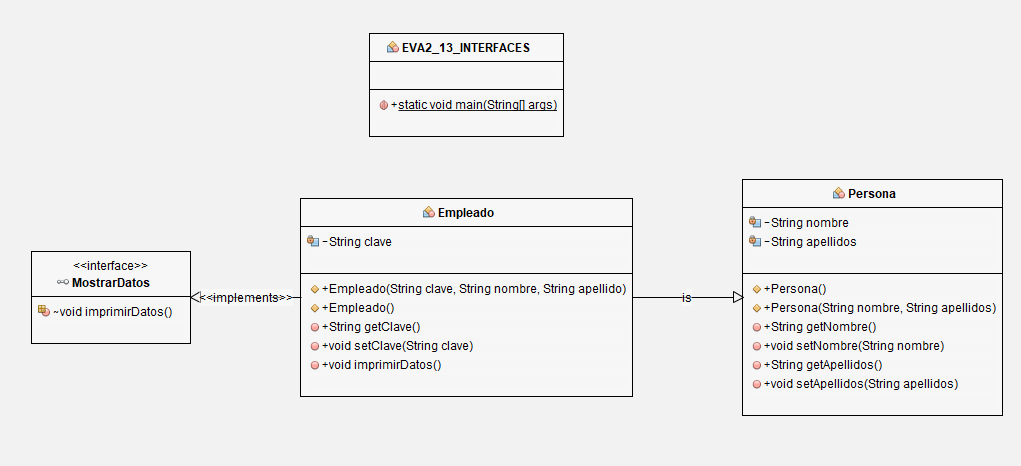 EVA2_13_INTERFACES
+static void main(String[] args)
Empleado
-String clave
+Empleado(String clave, String nombre, String apellido)
+Empleado()
+String getClave()
+void setClave(String clave)
+void imprimirDatos()
Persona
-String nombre
-String apellidos
+Persona()
+Persona(String nombre, String apellidos)
+String getNombre()
+void setNombre(String nombre)
+String getApellidos()
+void setApellidos(String apellidos)
<<interface>>
MostrarDatos
~void imprimirDatos()
<<implements>>
is